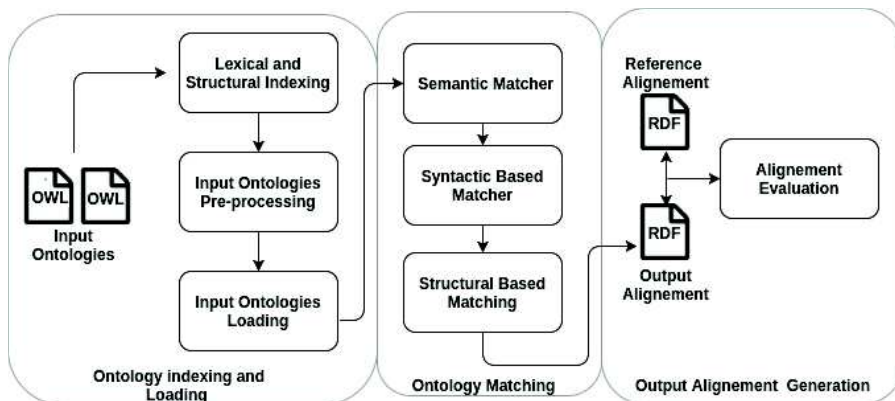 Lexical and
Structural Indexing
OWL
OWL
Input
Ontologies
Input Ontologies
Pre-processing
Input Ontologies
Loading
Ontology indexing and
Loading
Semantic Matcher
Syntactic Based
Matcher
Structural Based
Matching
Ontology Matching
Reference
Alignement
RDF
RDF
Output
Alignement
Alignement
Evaluation
Output Alignement Generation